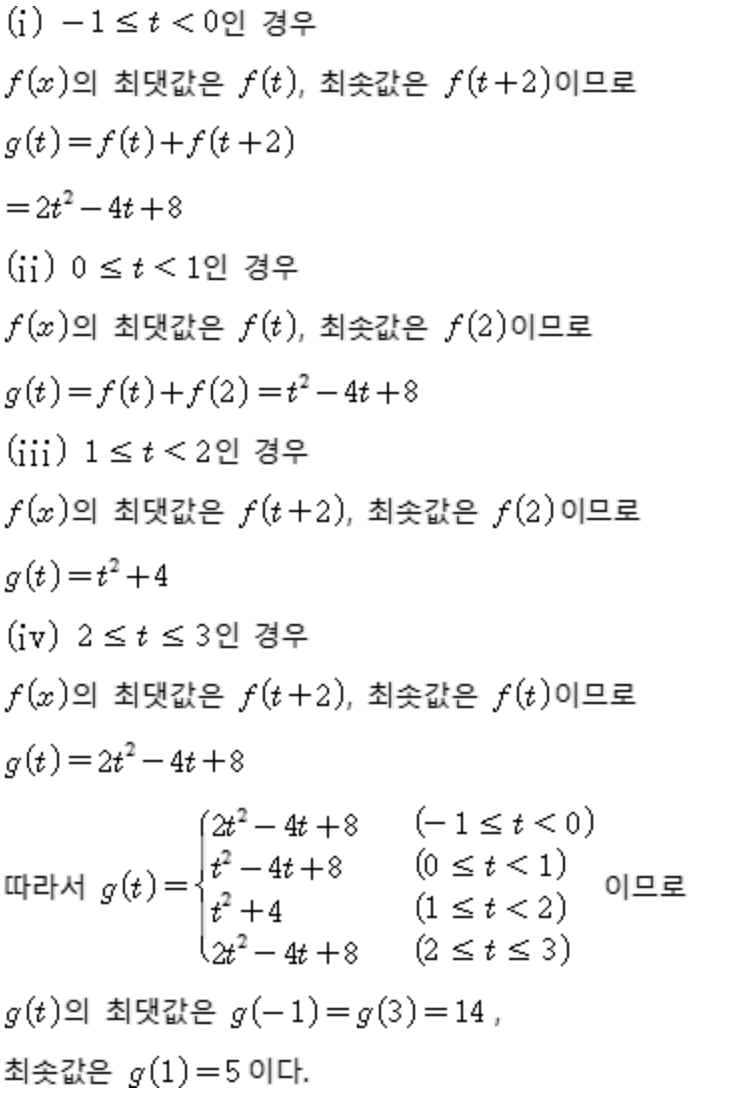 (i) −1 ≤ t < 0인 경우
f(x)의 최댓값은 f(t), 최솟값은 f(t+2)이므로
g(t)=f(t)+f(t+2)
=2t²−4t+8
(ii) 0 ≤ t < 1인 경우
f(x)의 최댓값은 f(t), 최솟값은 f(2)이므로
g(t)=f(t)+f(2)=t²−4t+8
(iii) 1 ≤ t < 2인 경우
f(x)의 최댓값은 f(t+2), 최솟값은 f(2)이므로
g(t)=t²+4
(iv) 2 ≤ t ≤ 3인 경우
f(x)의 최댓값은 f(t+2), 최솟값은 f(t)이므로
g(t)=2t²−4t+8
따라서 g(t)={
2t²−4t+8 (−1 ≤ t < 0)
t²−4t+8 (0 ≤ t < 1)
t²+4 (1 ≤ t < 2)
2t²−4t+8 (2 ≤ t ≤ 3)
이므로
g(t)의 최댓값은 g(−1)=g(3)=14 ,
최솟값은 g(1)=5 이다.